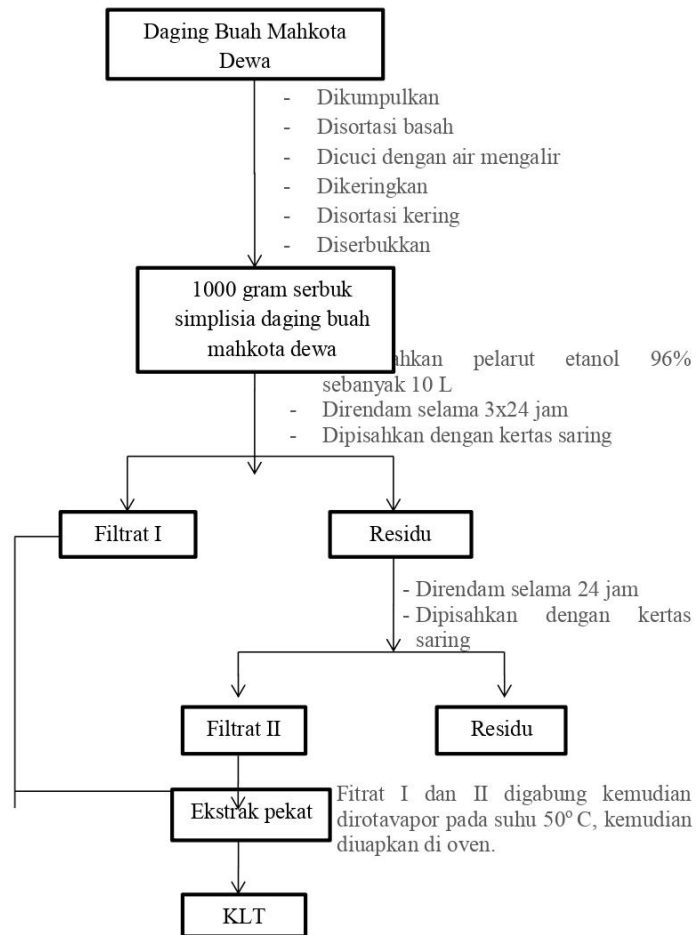 Daging Buah Mahkota
Dewa
- Dikumpulkan
- Disortasi basah
- Dicuci dengan air mengalir
- Dikeringkan
- Disortasi kering
- Diserbukkan
1000 gram serbuk
simplisia daging buah
mahkota dewa
pelarut etanol 96%
sebanyak 10 L
- Direndam selama 3x24 jam
- Dipisahkan dengan kertas saring
Filtrat I
Residu
- Direndam selama 24 jam
- Dipisahkan dengan kertas
saring
Filtrat II
Residu
Ekstrak pekat
Fitrat I dan II digabung kemudian
dirotavapor pada suhu 50° C, kemudian
diuapkan di oven.
KLT